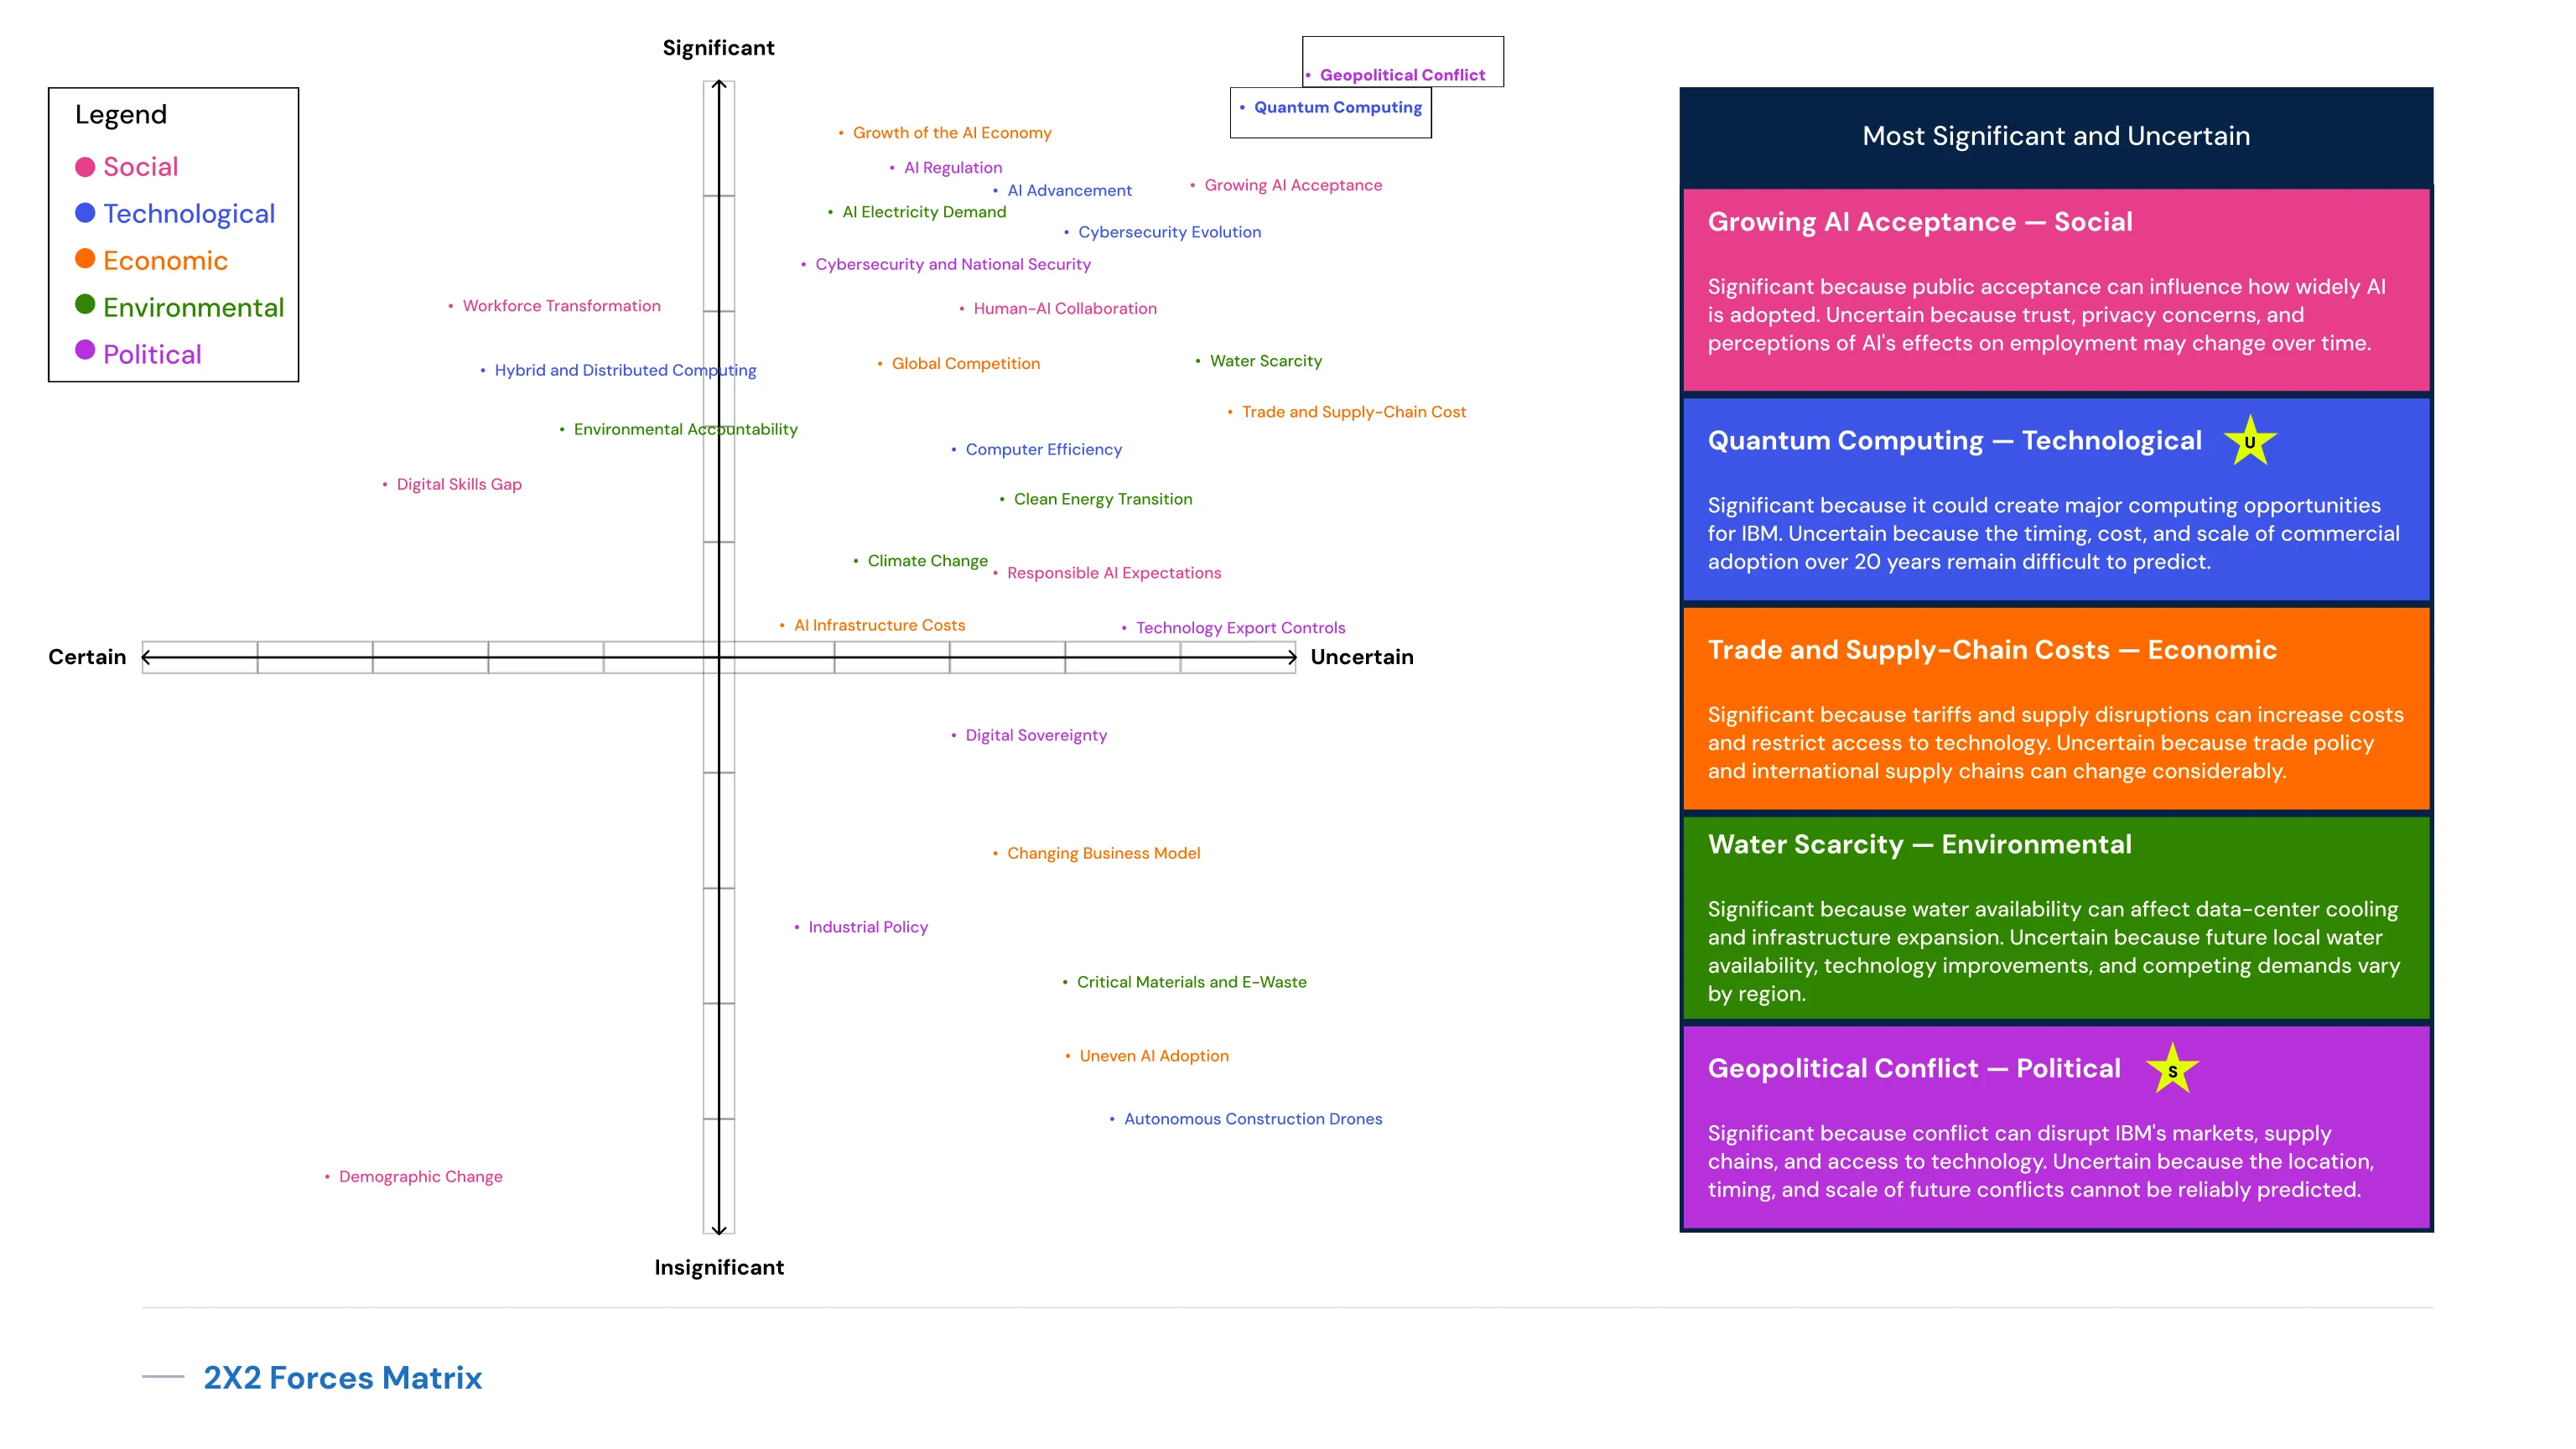 Significant
Geopolitical Conflict
Quantum Computing
Legend
Social
Technological
Economic
Environmental
Political
Growth of the AI Economy
AI Regulation
AI Advancement
Growing AI Acceptance
AI Electricity Demand
Cybersecurity Evolution
Cybersecurity and National Security
Workforce Transformation
Human-AI Collaboration
Hybrid and Distributed Computing
Global Competition
Water Scarcity
Trade and Supply-Chain Cost
Environmental Accountability
Computer Efficiency
Digital Skills Gap
Clean Energy Transition
Climate Change
Responsible AI Expectations
AI Infrastructure Costs
Technology Export Controls
Certain
Uncertain
Digital Sovereignty
Changing Business Model
Industrial Policy
Critical Materials and E-Waste
Uneven AI Adoption
Autonomous Construction Drones
Demographic Change
Insignificant
Most Significant and Uncertain
Growing AI Acceptance — Social
Significant because public acceptance can influence how widely AI
is adopted. Uncertain because trust, privacy concerns, and
perceptions of AI's effects on employment may change over time.
Quantum Computing — Technological
U
Significant because it could create major computing opportunities
for IBM. Uncertain because the timing, cost, and scale of commercial
adoption over 20 years remain difficult to predict.
Trade and Supply-Chain Costs — Economic
Significant because tariffs and supply disruptions can increase costs
and restrict access to technology. Uncertain because trade policy
and international supply chains can change considerably.
Water Scarcity — Environmental
Significant because water availability can affect data-center cooling
and infrastructure expansion. Uncertain because future local water
availability, technology improvements, and competing demands vary
by region.
Geopolitical Conflict — Political
S
Significant because conflict can disrupt IBM's markets, supply
chains, and access to technology. Uncertain because the location,
timing, and scale of future conflicts cannot be reliably predicted.
2X2 Forces Matrix